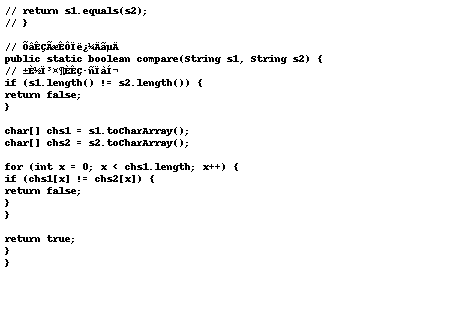 // return s1.equals(s2);
// }
// ÕâÊÇÃæÊÔÏë¿¼ÄãµÄ
public static boolean compare(String s1, String s2) {
// ±È½Ï³¤¶ÈÊÇ·ñÏàÍ¬
if (s1.length() != s2.length()) {
return false;
}
char[] chs1 = s1.toCharArray();
char[] chs2 = s2.toCharArray();
for (int x = 0; x < chs1.length; x++) {
if (chs1[x] != chs2[x]) {
return false;
}
}
return true;
}
}